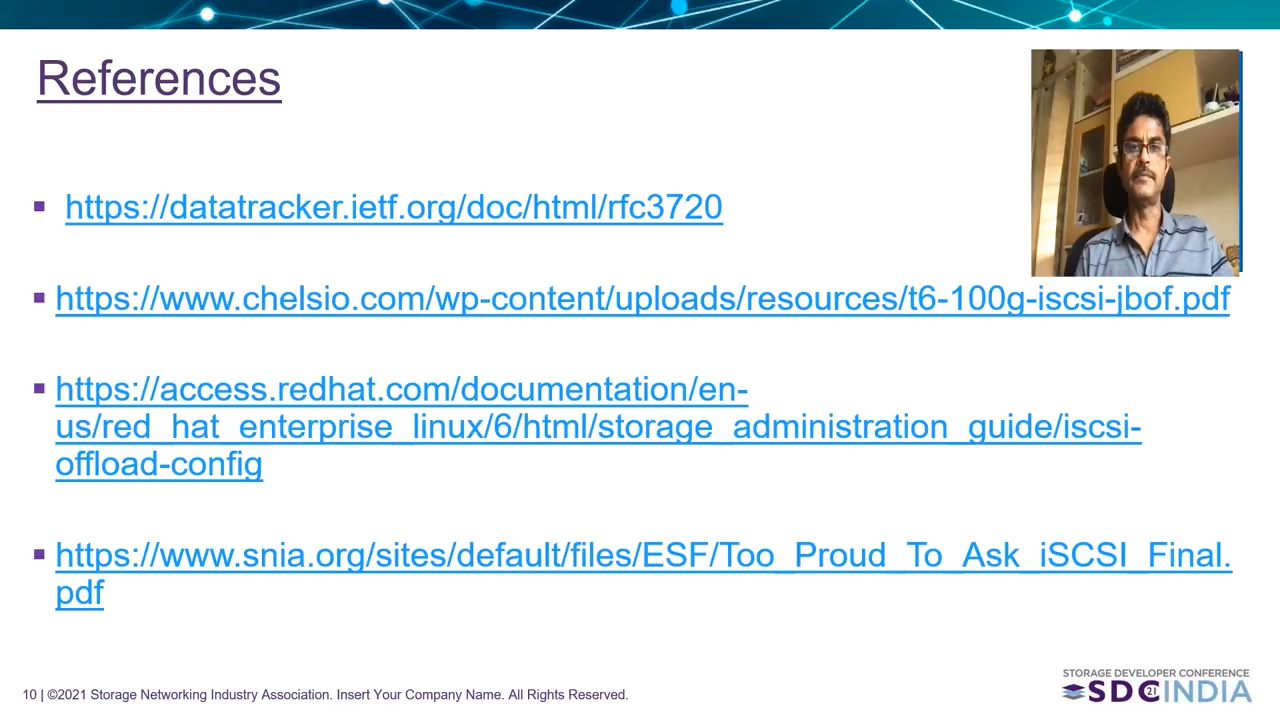 References
▪ https://datatracker.ietf.org/doc/html/rfc3720
▪ https://www.chelsio.com/wp-content/uploads/resources/t6-100g-iscsi-jbof.pdf
▪ https://access.redhat.com/documentation/en-
us/red_hat_enterprise_linux/6/html/storage_administration_guide/iscsi-
offload-config
▪ https://www.snia.org/sites/default/files/ESF/Too_Proud_To_Ask_iSCSI_Final.
pdf
10 | ©2021 Storage Networking Industry Association. Insert Your Company Name. All Rights Reserved.
STORAGE DEVELOPER CONFERENCE
SDC 21 INDIA